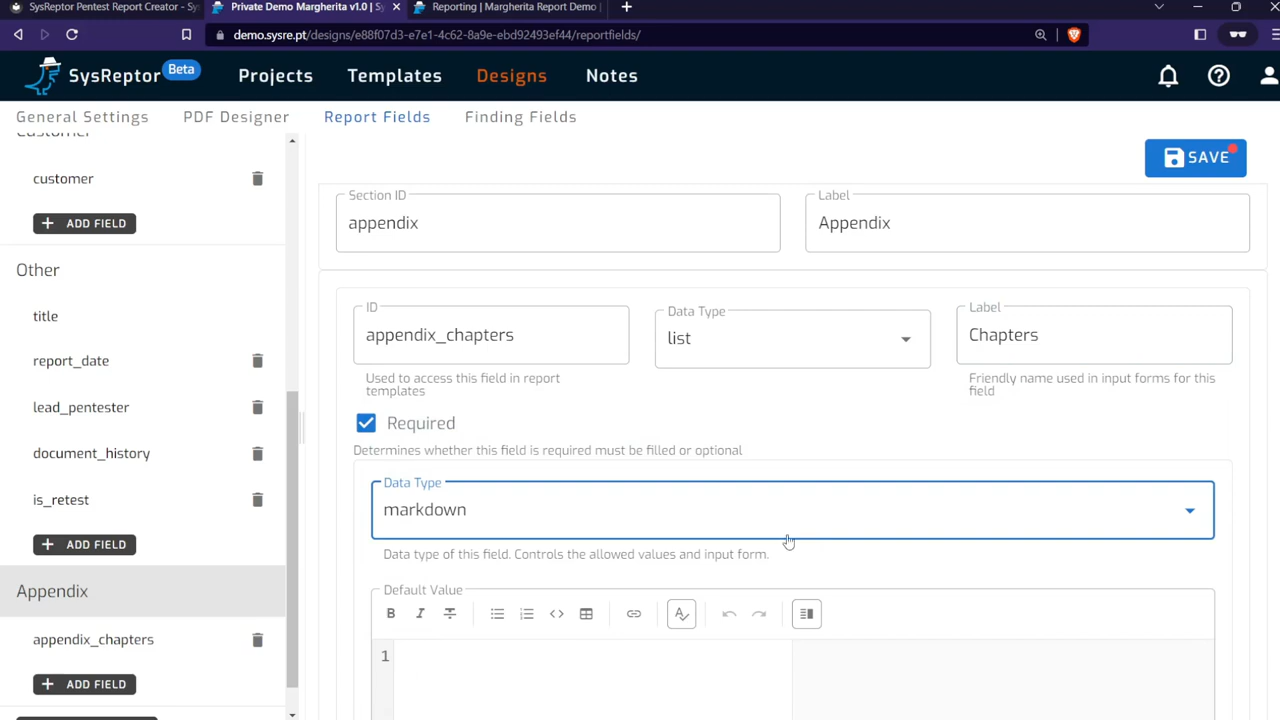 SysReptor Pentest Report Creator - Sy
Private Demo Margherita v1.0 | Sy
Reporting | Margherita Report Demo |
demo.sysre.pt/designs/e88f07d3-e7e1-4c62-8a9e-ebd92493ef44/reportfields/
SysReptor Beta
Projects
Templates
Designs
Notes
General Settings
PDF Designer
Report Fields
Finding Fields
Customer
customer
ADD FIELD
Other
title
report_date
lead_pentester
document_history
is_retest
ADD FIELD
Appendix
appendix_chapters
ADD FIELD
SAVE
Section ID
appendix
Label
Appendix
ID
appendix_chapters
Used to access this field in report
templates
Data Type
list
Label
Chapters
Friendly name used in input forms for this
field
Required
Determines whether this field is required must be filled or optional
Data Type
markdown
Data type of this field. Controls the allowed values and input form.
Default Value
B I S
1